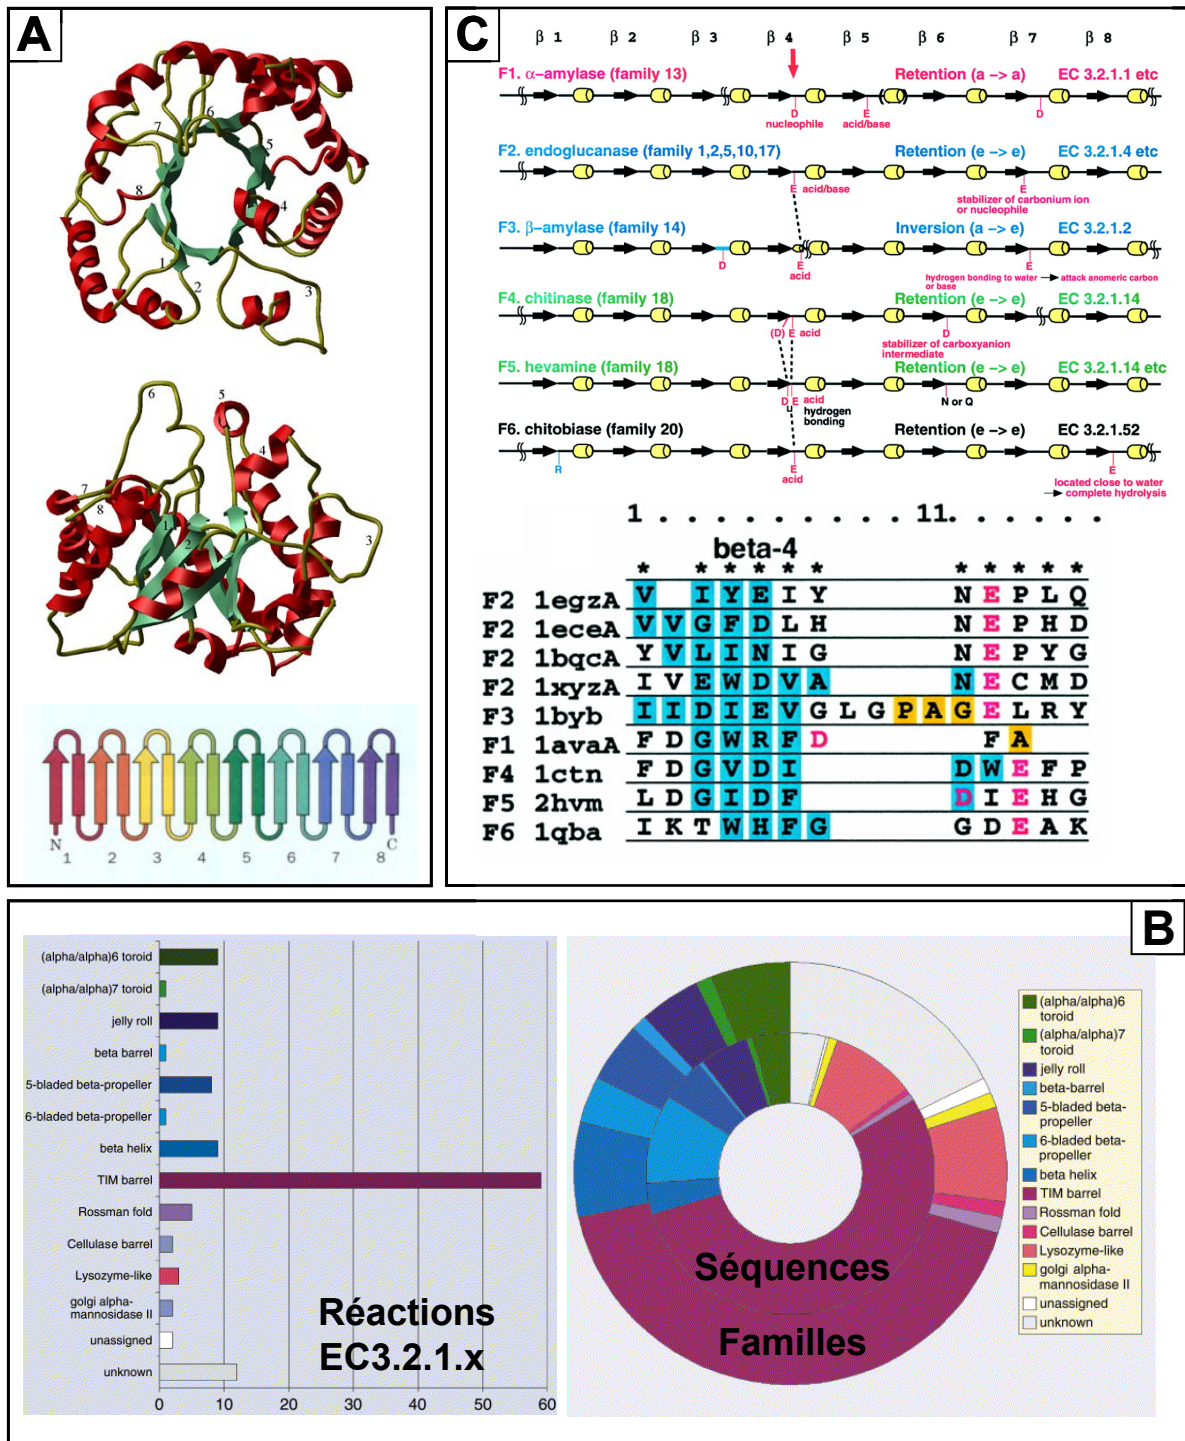 A
6
7
5
8
4
1
2
3
6
5
4
7
8
1
2
3
N
C
1 2 3 4 5 6 7 8
C
β 1 β 2 β 3 β 4 β 5 β 6 β 7 β 8
F1. α-amylase (family 13) Retention (a -> a) EC 3.2.1.1 etc
D E D
nucleophile acid/base
F2. endoglucanase (family 1,2,5,10,17) Retention (e -> e) EC 3.2.1.4 etc
E acid/base E
stabilizer of carbonium ion
or nucleophile
F3. β-amylase (family 14) Inversion (a -> e) EC 3.2.1.2
D E E
acid
hydrogen bonding to water attack anomeric carbon
or base
F4. chitinase (family 18) Retention (e -> e) EC 3.2.1.14
(D) E acid D
stabilizer of carboxyanion
intermediate
F5. hevamine (family 18) Retention (e -> e) EC 3.2.1.14 etc
D E acid N or Q
hydrogen
bonding
F6. chitobiase (family 20) Retention (e -> e) EC 3.2.1.52
R E E
acid
located close to water
complete hydrolysis
1 . . . . . . . . . 11. . . . . .
beta-4
* * * * * * * * * * *
F2 1egzA V I Y E I Y N E P L Q
F2 1eceA V V G F D L H N E P H D
F2 1bqcA Y V L I N I G N E P Y G
F2 1xyzA I V E W D V A N E C M D
F3 1byb I I D I E V G L G P A G E L R Y
F1 1avaA F D G W R F D F A
F4 1ctn F D G V D I D W E F P
F5 2hvm L D G I D F D I E H G
F6 1qba I K T W H F G G D E A K
B
(alpha/alpha)6 toroid
(alpha/alpha)7 toroid
jelly roll
beta barrel
5-bladed beta-propeller
6-bladed beta-propeller
beta helix
TIM barrel
Rossman fold
Cellulase barrel
Lysozyme-like
golgi alpha-
mannosidase II
unassigned
unknown
0 10 20 30 40 50 60
Réactions
EC3.2.1.x
Séquences
Familles
(alpha/alpha)6
toroid
(alpha/alpha)7
toroid
jelly roll
beta-barrel
5-bladed beta-
propeller
6-bladed beta-
propeller
beta helix
TIM barrel
Rossman fold
Cellulase barrel
Lysozyme-like
golgi alpha-
mannosidase II
unassigned
unknown